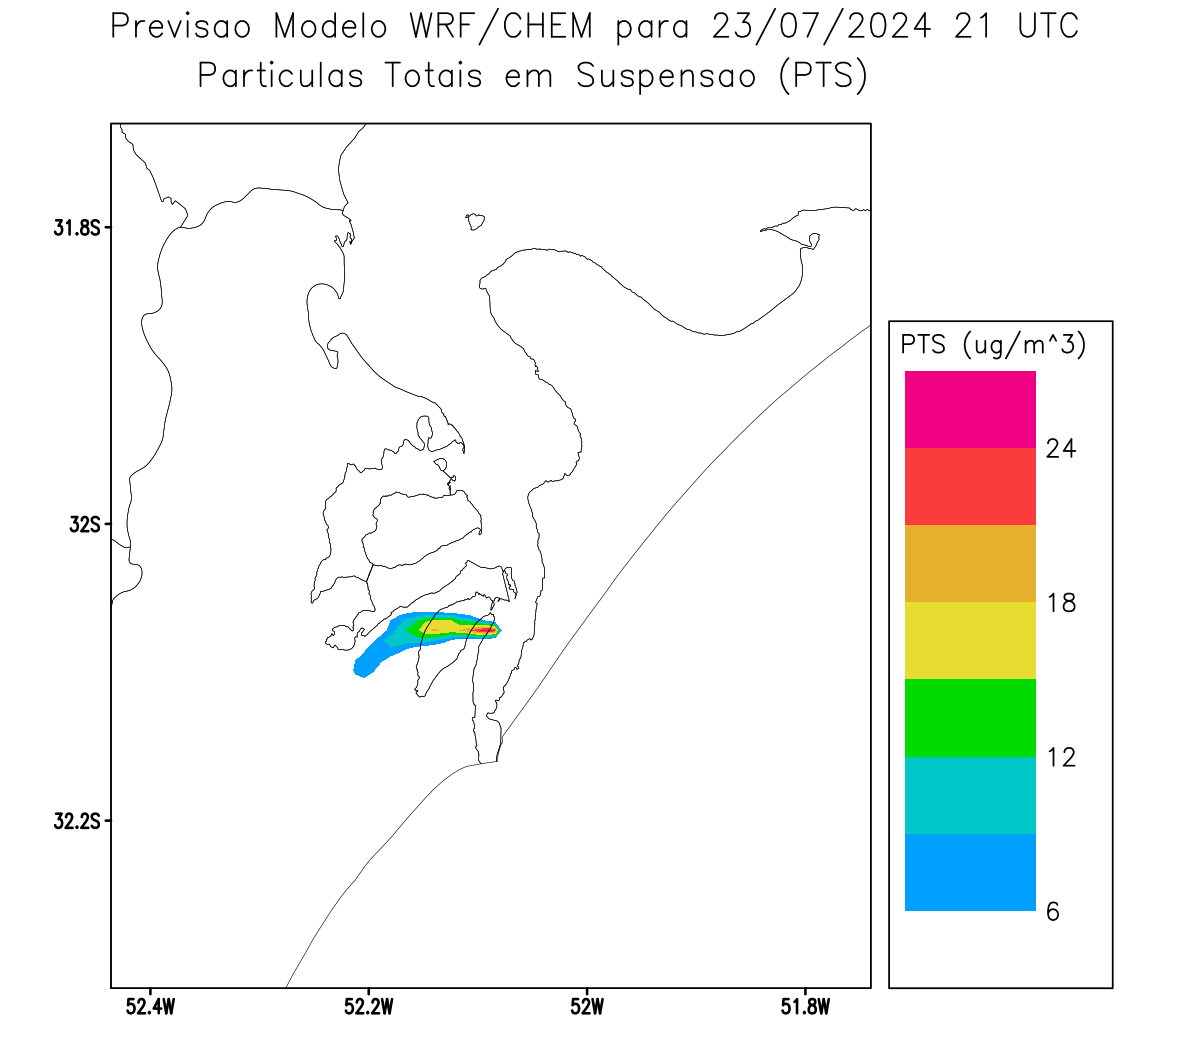 Previsao Modelo WRF/CHEM para 23/07/2024 21 UTC
Particulas Totais em Suspensao (PTS)
31.8S
32S
32.2S
52.4W
52.2W
52W
51.8W
PTS (ug/m^3)
24
18
12
6